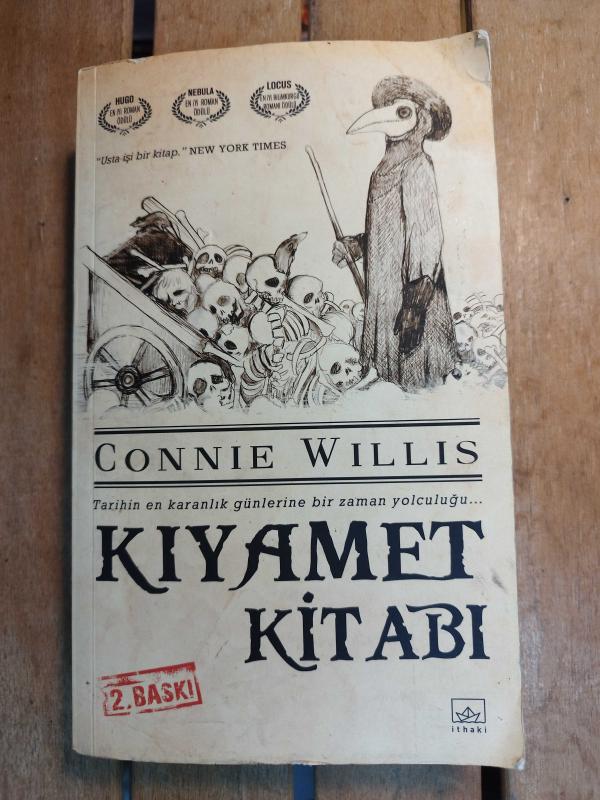 HUGO
EN İYİ ROMAN
ÖDÜLÜ
NEBULA
EN İYİ ROMAN
ÖDÜLÜ
LOCUS
EN İYİ BİLİMKURGU
ROMANI ÖDÜLÜ
"Usta işi bir kitap." NEW YORK TIMES
CONNIE WILLIS
Tarihin en karanlık günlerine bir zaman yolculuğu...
KIYAMET
KİTABI
2. BASKI
ithaki